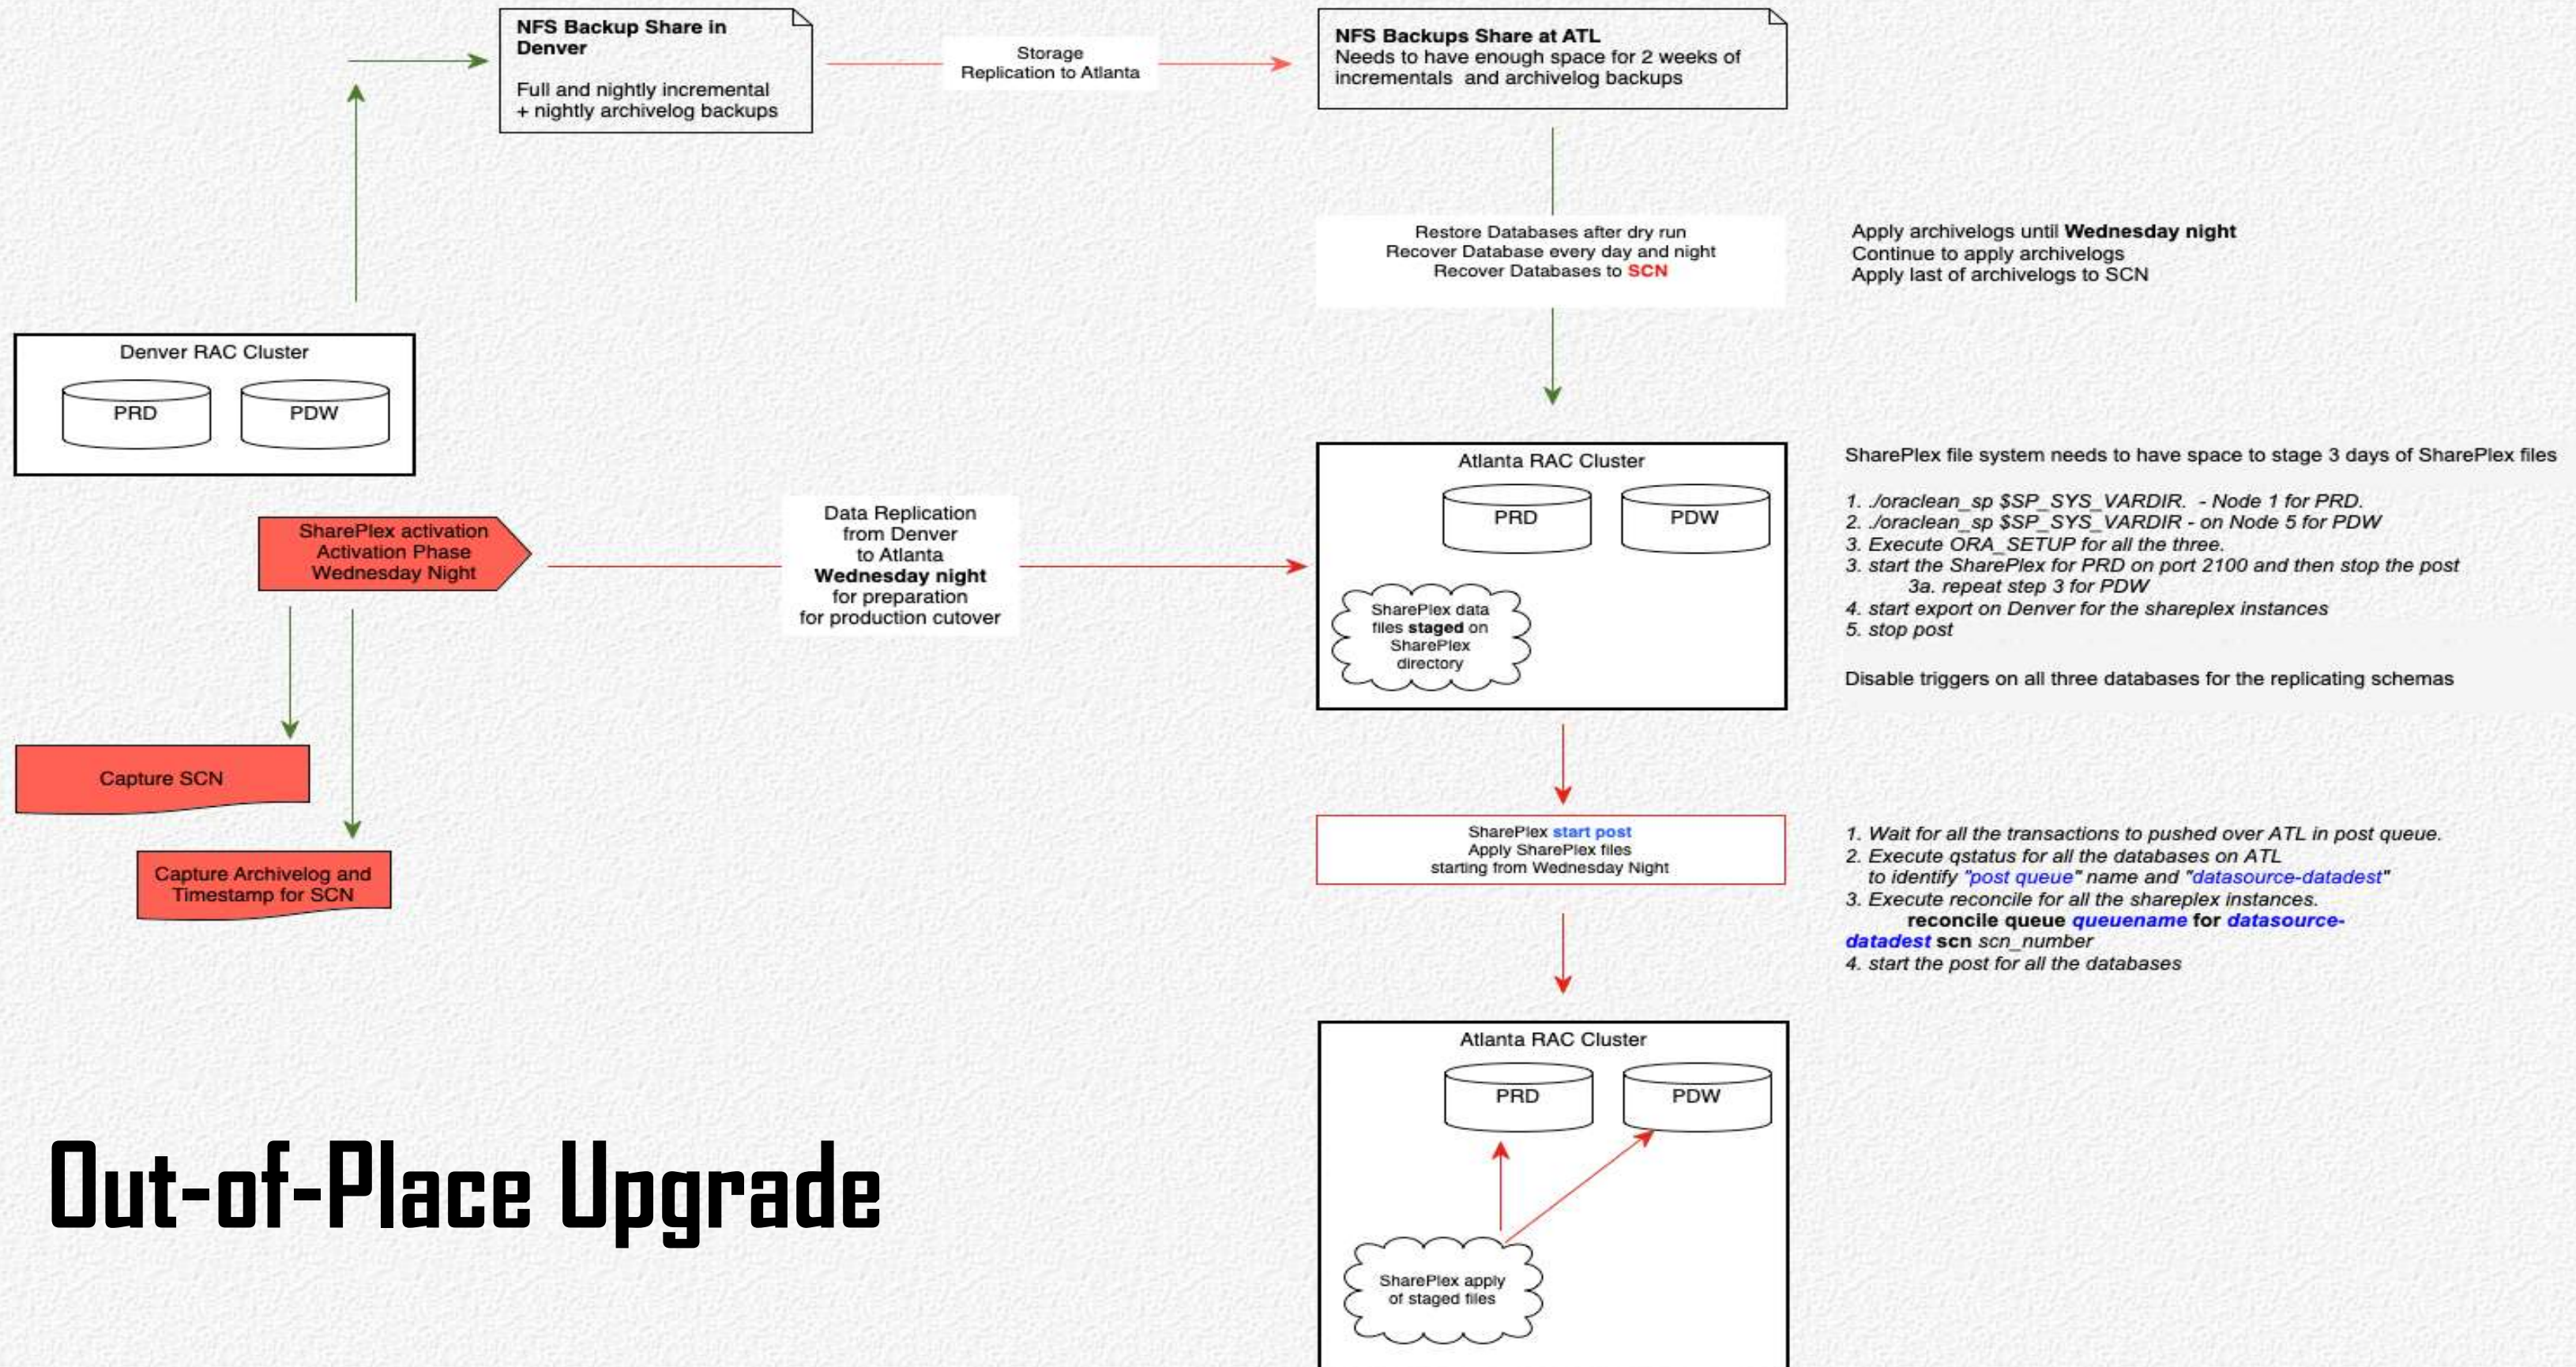 NFS Backup Share in
Denver
Full and nightly incremental
+ nightly archivelog backups
Storage
Replication to Atlanta
NFS Backups Share at ATL
Needs to have enough space for 2 weeks of
incrementals  and archivelog backups
Restore Databases after dry run
Recover Database every day and night
Recover Databases to SCN
Apply archivelogs until Wednesday night
Continue to apply archivelogs
Apply last of archivelogs to SCN
Denver RAC Cluster
PRD
PDW
SharePlex activation
Activation Phase
Wednesday Night
Data Replication
from Denver
to Atlanta
Wednesday night
for preparation
for production cutover
Atlanta RAC Cluster
PRD
PDW
SharePlex data
files staged on
SharePlex
directory
SharePlex file system needs to have space to stage 3 days of SharePlex files
1. ./oraclean_sp $SP_SYS_VARDIR.  - Node 1 for PRD.
2. ./oraclean_sp $SP_SYS_VARDIR - on Node 5 for PDW
3. Execute ORA_SETUP for all the three.
3. start the SharePlex for PRD on port 2100 and then stop the post
3a. repeat step 3 for PDW
4. start export on Denver for the shareplex instances
5. stop post
Disable triggers on all three databases for the replicating schemas
Capture SCN
Capture Archivelog and
Timestamp for SCN
SharePlex start post
Apply SharePlex files
starting from Wednesday Night
1. Wait for all the transactions to pushed over ATL in post queue.
2. Execute qstatus for all the databases on ATL
to identify "post queue" name and "datasource-datadest"
3. Execute reconcile for all the shareplex instances.
reconcile queue queuename for datasource-
datadest scn scn_number
4. start the post for all the databases
Atlanta RAC Cluster
PRD
PDW
SharePlex apply
of staged files
Out-of-Place Upgrade